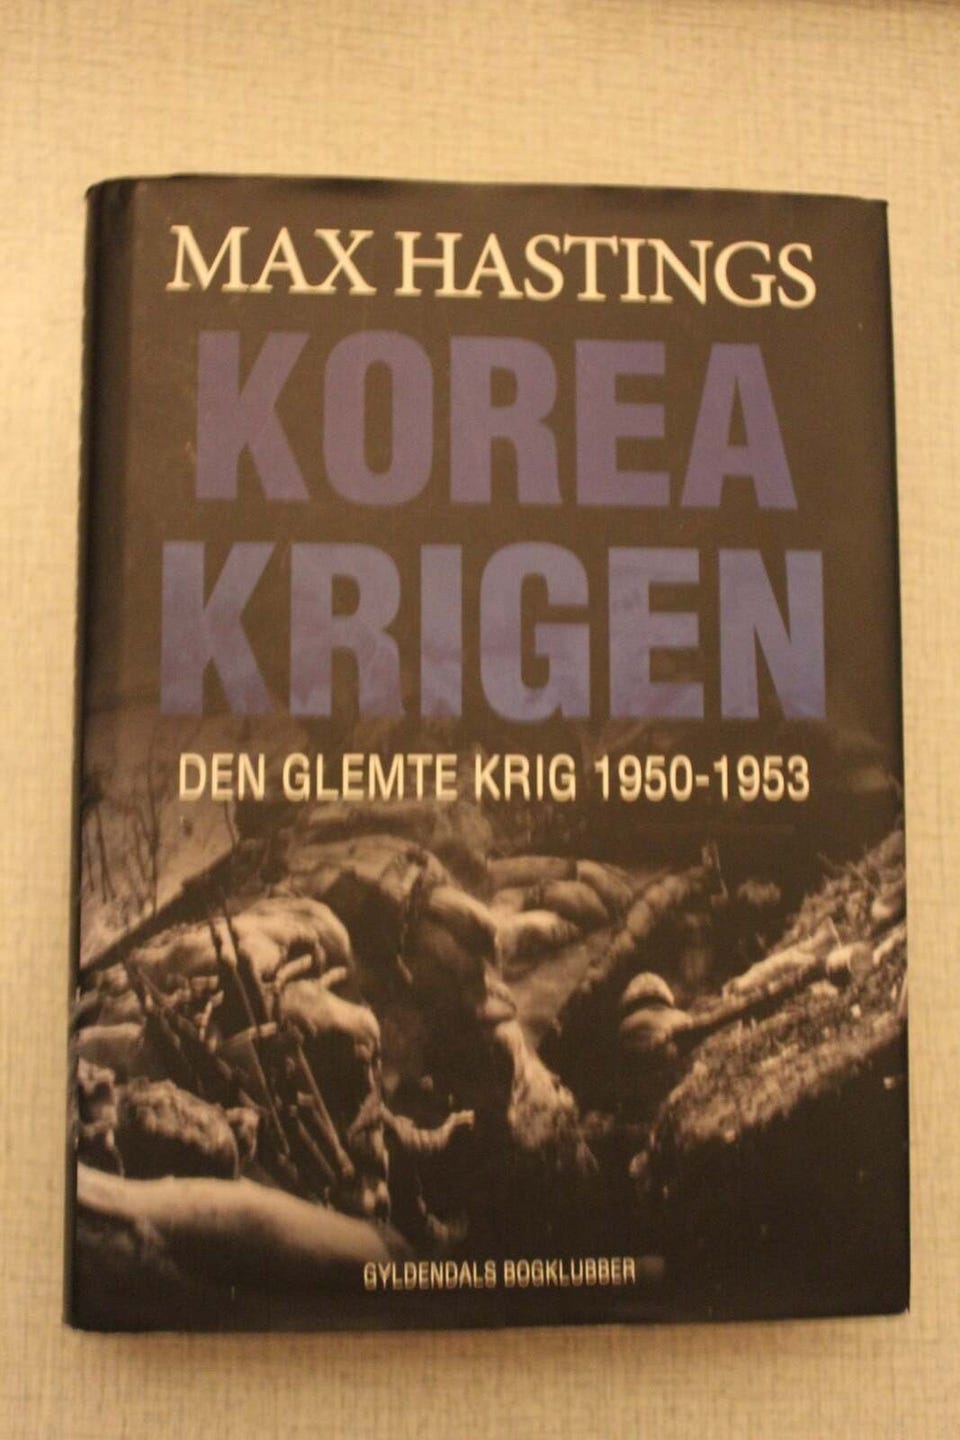 MAX HASTINGS
KOREA
KRIGEN
DEN GLEMTE KRIG 1950-1953
GYLDENDALS BOGKLUBBER